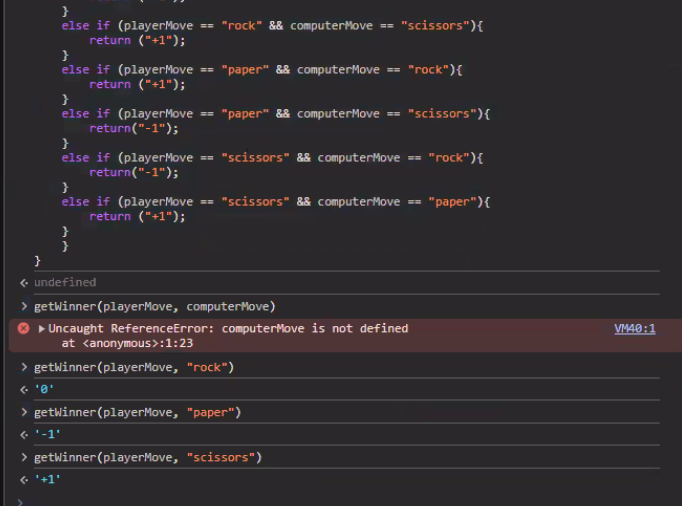 }
else if (playerMove == "rock" && computerMove == "scissors"){
return ("+1");
}
else if (playerMove == "paper" && computerMove == "rock"){
return ("+1");
}
else if (playerMove == "paper" && computerMove == "scissors"){
return("-1");
}
else if (playerMove == "scissors" && computerMove == "rock"){
return("-1");
}
else if (playerMove == "scissors" && computerMove == "paper"){
return ("+1");
}
}
}
undefined
getWinner(playerMove, computerMove)
Uncaught ReferenceError: computerMove is not defined VM40:1
at <anonymous>:1:23
getWinner(playerMove, "rock")
'0'
getWinner(playerMove, "paper")
'-1'
getWinner(playerMove, "scissors")
'+1'